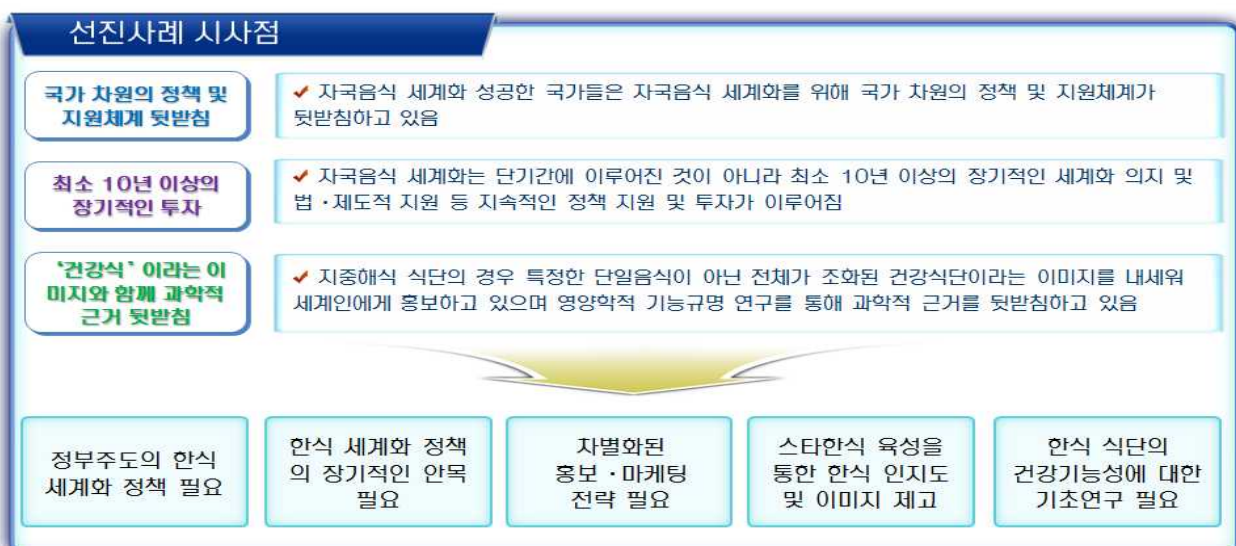 선진사례 시사점
국가 차원의 정책 및
지원체계 뒷받침
✔ 자국음식 세계화 성공한 국가들은 자국음식 세계화를 위해 국가 차원의 정책 및 지원체계가
뒷받침하고 있음
최소 10년 이상의
장기적인 투자
✔ 자국음식 세계화는 단기간에 이루어진 것이 아니라 최소 10년 이상의 장기적인 세계화 의지 및
법·제도적 지원 등 지속적인 정책 지원 및 투자가 이루어짐
‘건강식’이라는 이
미지와 함께 과학적
근거 뒷받침
✔ 지중해식 식단의 경우 특정한 단일음식이 아닌 전체가 조화된 건강식단이라는 이미지를 내세워
세계인에게 홍보하고 있으며 영양학적 기능규명 연구를 통해 과학적 근거를 뒷받침하고 있음
정부주도의 한식
세계화 정책 필요
한식 세계화 정책
의 장기적인 안목
필요
차별화된
홍보·마케팅
전략 필요
스타한식 육성을
통한 한식 인지도
및 이미지 제고
한식 식단의
건강기능성에 대한
기초연구 필요